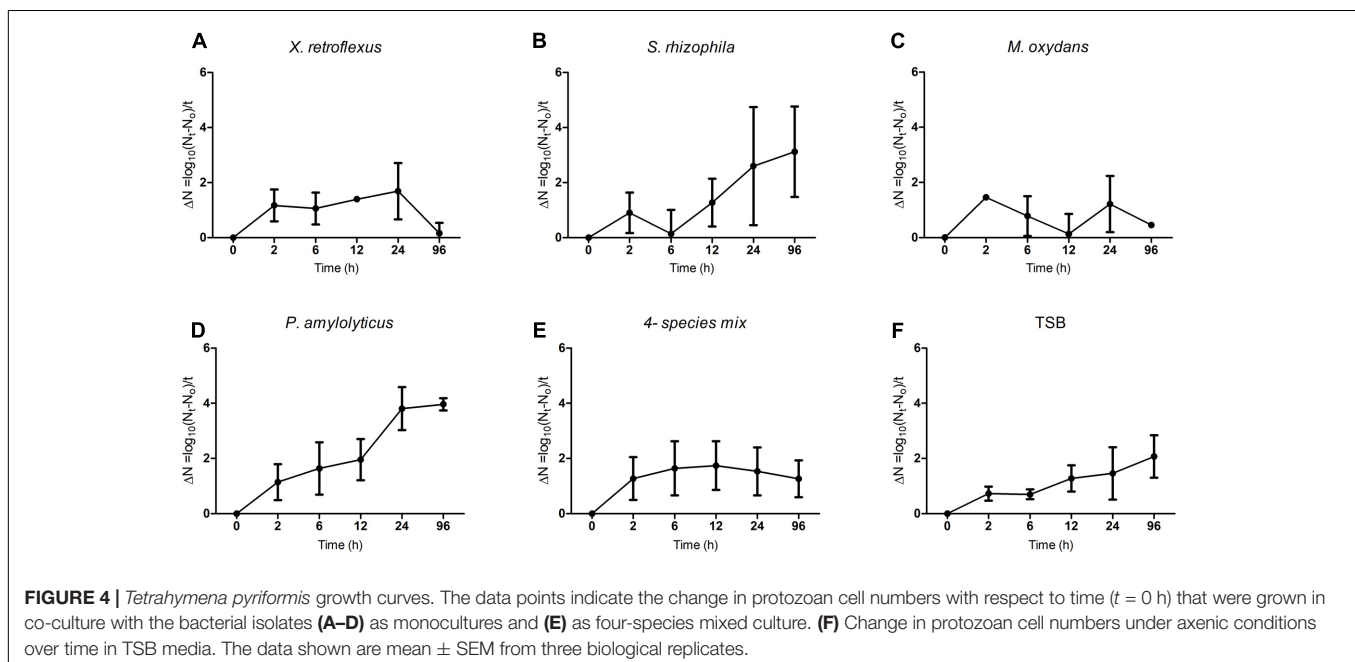 A
X. retroflexus
6
4
2
0
ΔN =log10(Nt-No)/t
0 2 6 12 24 96
Time (h)
B
S. rhizophila
6
4
2
0
ΔN =log10(Nt-No)/t
0 2 6 12 24 96
Time (h)
C
M. oxydans
6
4
2
0
ΔN =log10(Nt-No)/t
0 2 6 12 24 96
Time (h)
D
P. amylolyticus
6
4
2
0
ΔN =log10(Nt-No)/t
0 2 6 12 24 96
Time (h)
E
4- species mix
6
4
2
0
ΔN =log10(Nt-No)/t
0 2 6 12 24 96
Time (h)
F
TSB
6
4
2
0
ΔN =log10(Nt-No)/t
0 2 6 12 24 96
Time (h)
FIGURE 4 | Tetrahymena pyriformis growth curves. The data points indicate the change in protozoan cell numbers with respect to time (t = 0 h) that were grown in
co-culture with the bacterial isolates (A–D) as monocultures and (E) as four-species mixed culture. (F) Change in protozoan cell numbers under axenic conditions
over time in TSB media. The data shown are mean ± SEM from three biological replicates.